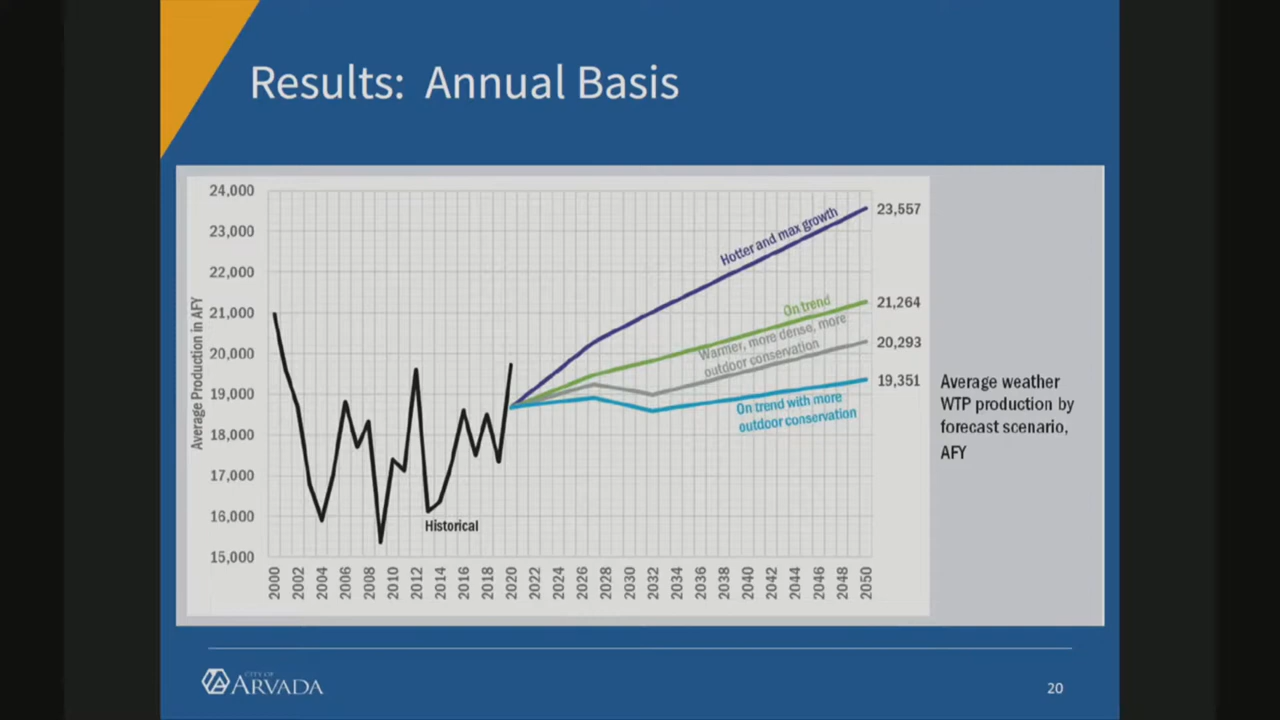 Results: Annual Basis
24,000
23,000
22,000
21,000
20,000
19,000
18,000
17,000
16,000
15,000
Average Production in AFY
2000
2002
2004
2006
2008
2010
2012
2014
2016
2018
2020
2022
2024
2026
2028
2030
2032
2034
2036
2038
2040
2042
2044
2046
2048
2050
Historical
Hotter and max growth
23,557
On trend
21,264
Warmer, more dense, more
outdoor conservation
20,293
On trend with more
outdoor conservation
19,351
Average weather
WTP production by
forecast scenario,
AFY
CITY OF
ARVADA
20